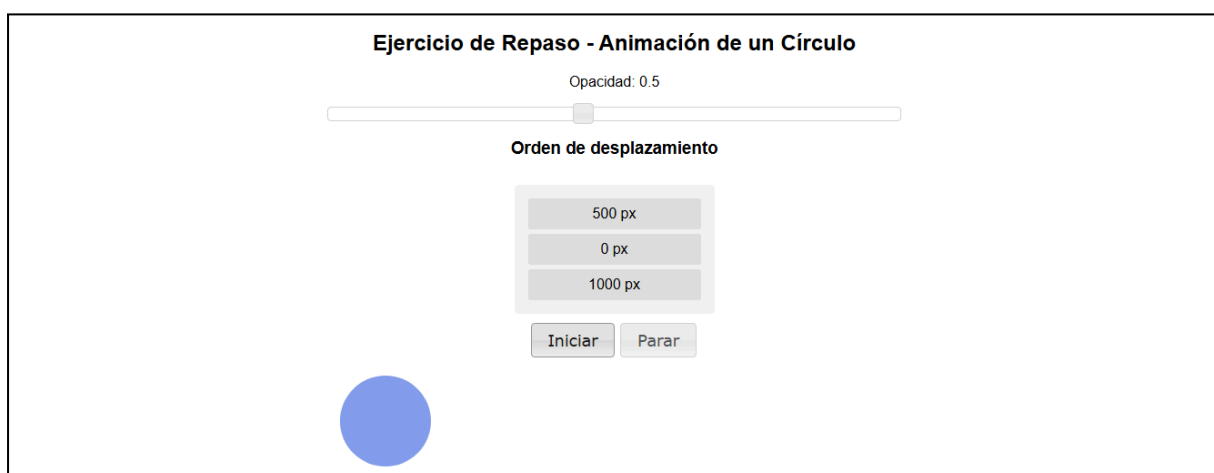 Ejercicio de Repaso - Animación de un Círculo
Opacidad: 0.5
Orden de desplazamiento
500 px
0 px
1000 px
Iniciar Parar